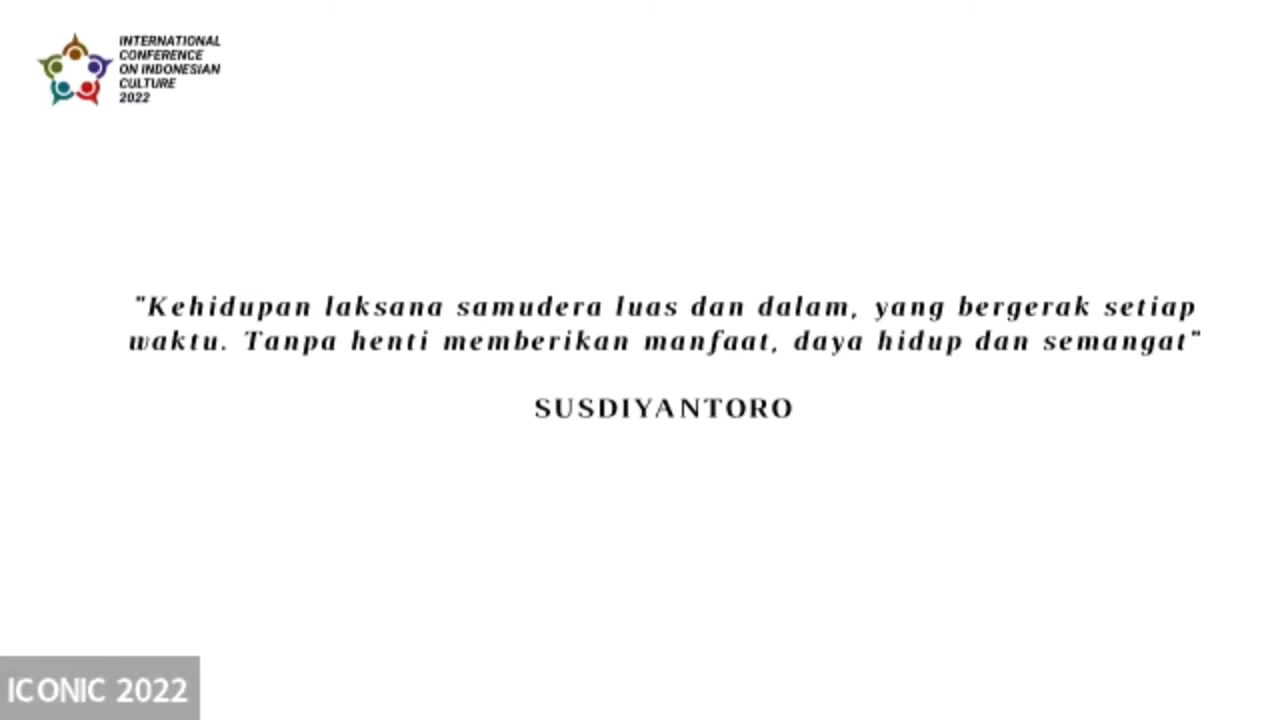 INTERNATIONAL
CONFERENCE
ON INDONESIAN
CULTURE
2022
"Kehidupan laksana samudera luas dan dalam, yang bergerak setiap
waktu. Tanpa henti memberikan manfaat, daya hidup dan semangat"
SUSDIYANTORO
ICONIC 2022